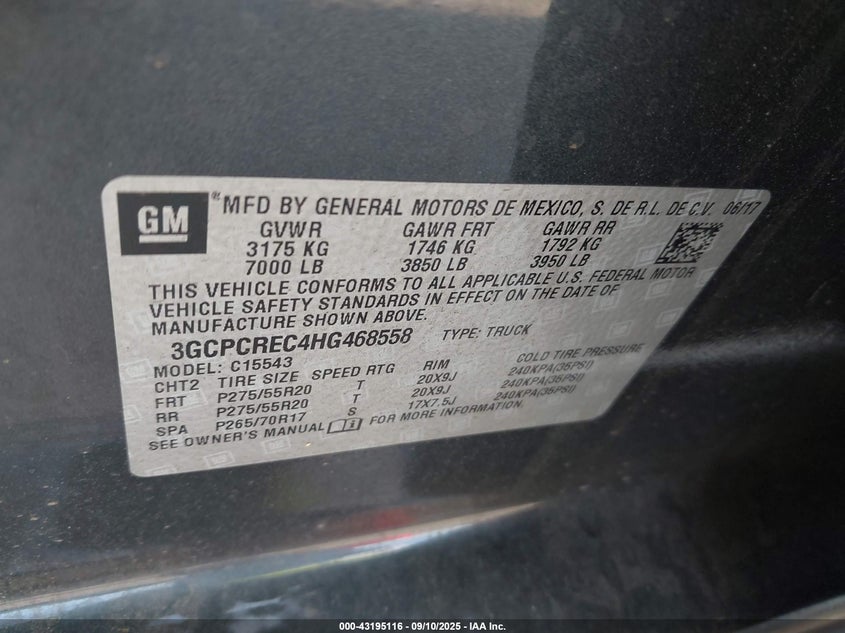 GM ® MFD BY GENERAL MOTORS DE MEXICO, S. DE R.L. DE C.V. 06/17
GVWR GAWR FRT GAWR RR
3175 KG 1746 KG 1792 KG
7000 LB 3850 LB 3950 LB
THIS VEHICLE CONFORMS TO ALL APPLICABLE U.S. FEDERAL MOTOR
VEHICLE SAFETY STANDARDS IN EFFECT ON THE DATE OF
MANUFACTURE SHOWN ABOVE.
3GCPCREC4HG468558 TYPE: TRUCK
MODEL: C15543
CHT2 TIRE SIZE SPEED RTG RIM COLD TIRE PRESSURE
FRT P275/55R20 T 20X9J 240KPA(35PSI)
RR P275/55R20 T 20X9J 240KPA(35PSI)
SPA P265/70R17 S 17X7.5J 240KPA(35PSI)
SEE OWNER'S MANUAL FOR MORE INFORMATION.
000-43195116 - 09/10/2025 - IAA Inc.